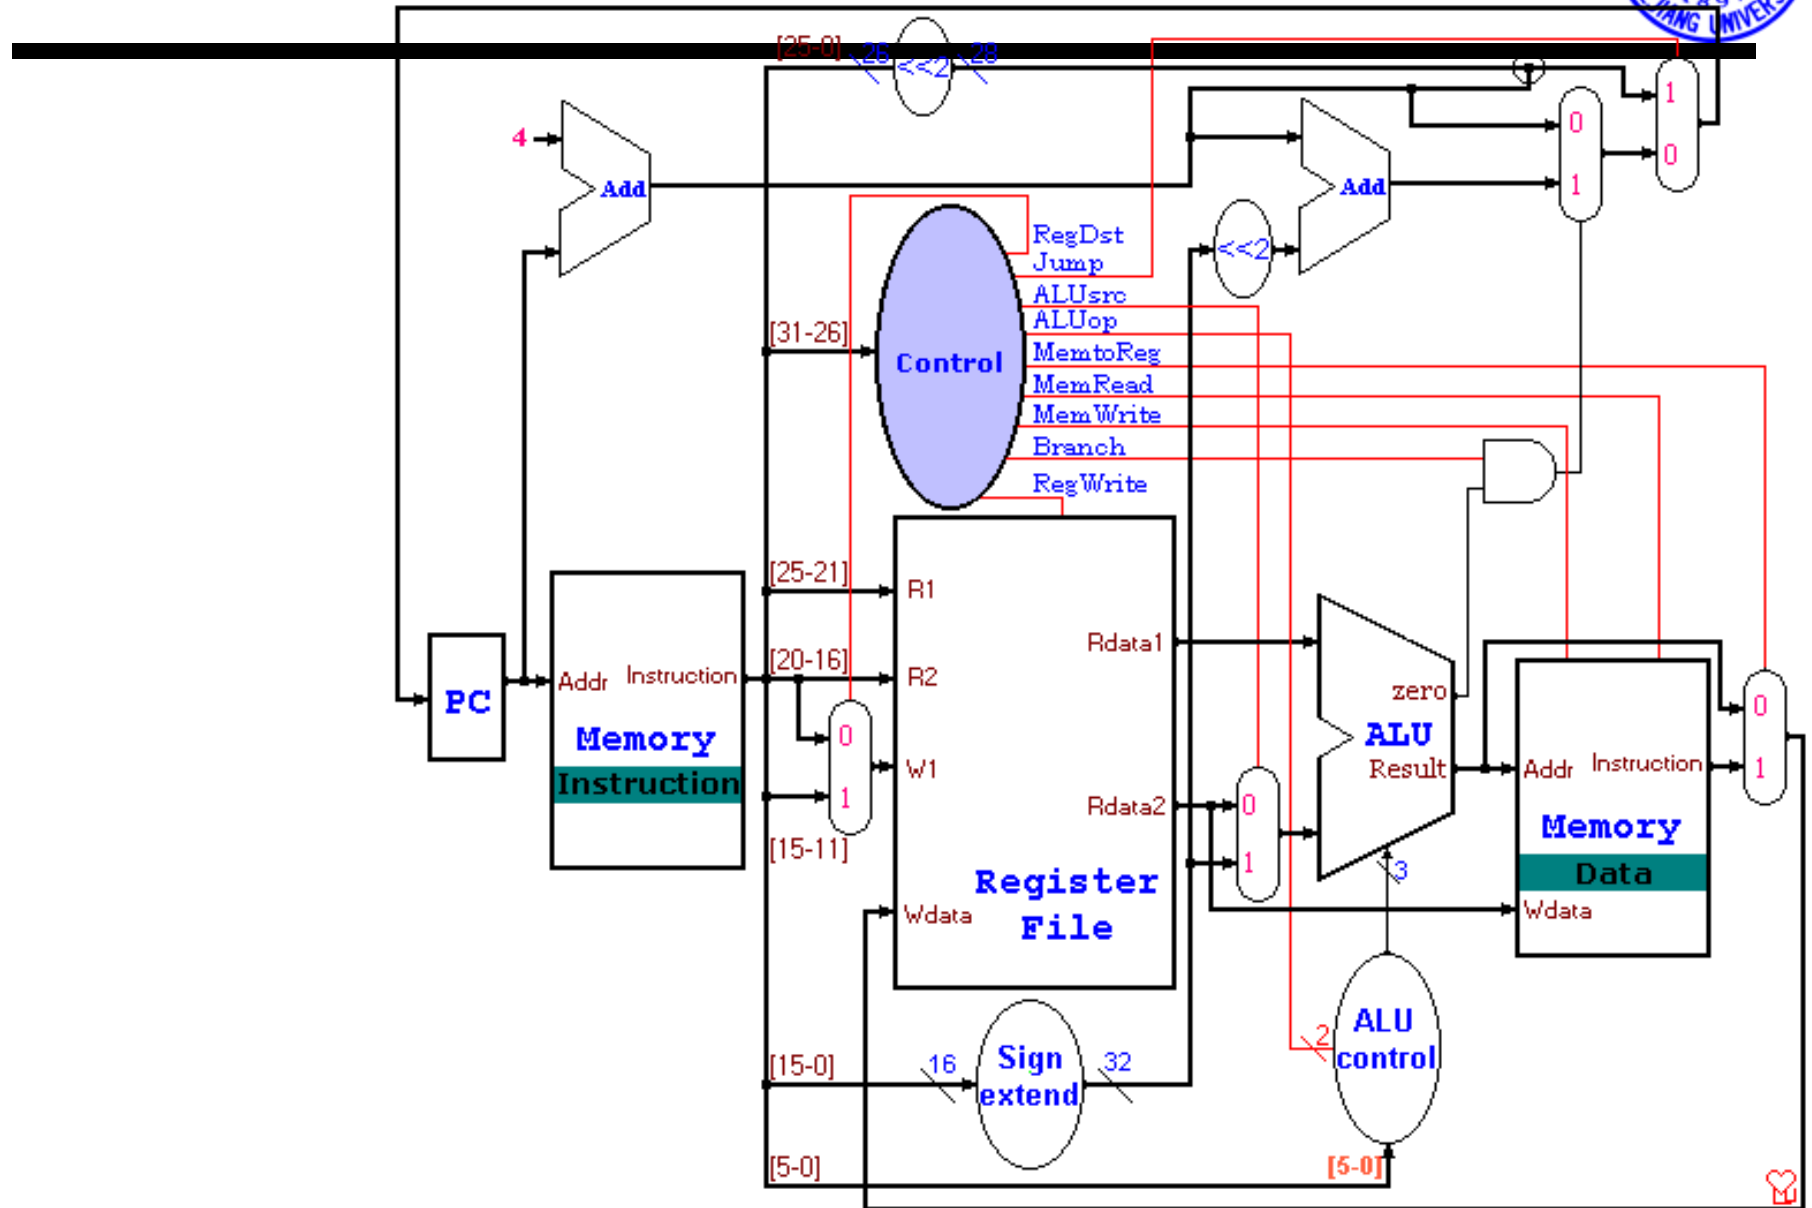 JIANG UNIVERS
[25-0] 26 <<2 28
1
0
0
1
4
Add
Add
<<2
RegDst
Jump
ALUsrc
ALUop
MemtoReg
MemRead
MemWrite
Branch
RegWrite
[31-26]
Control
[25-21]
R1
Rdata1
[20-16]
R2
PC
Addr Instruction
Memory
Instruction
0
1
W1
[15-11]
Rdata2
Register
File
Wdata
0
1
zero
ALU
Result
3
Addr Instruction
Memory
Data
Wdata
0
1
[15-0] 16
Sign
extend
32
2
ALU
control
[5-0]
[5-0]